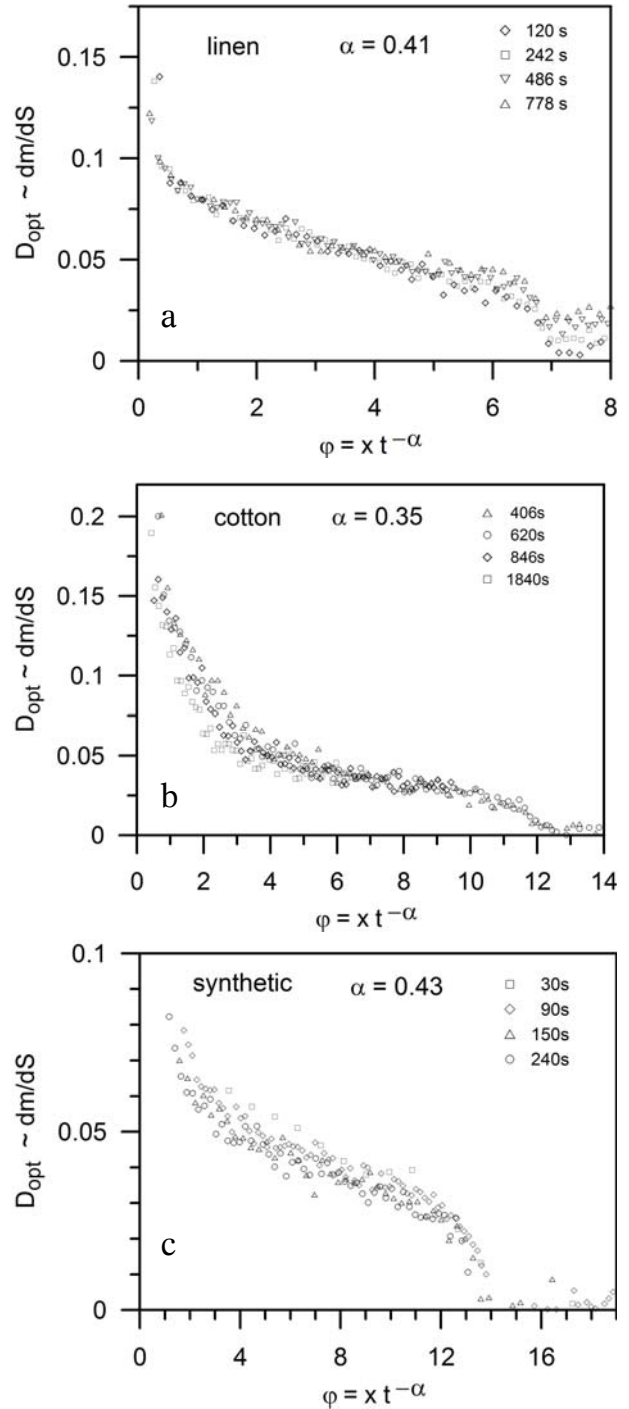 linen α = 0.41
120 s
242 s
486 s
778 s
0.15
0.1
0.05
0
D_opt ~ dm/dS
a
0 2 4 6 8
φ = x t^−α
cotton α = 0.35
406s
620s
846s
1840s
0.2
0.15
0.1
0.05
0
D_opt ~ dm/dS
b
0 2 4 6 8 10 12 14
φ = x t^−α
synthetic α = 0.43
30s
90s
150s
240s
0.1
0.05
0
D_opt ~ dm/dS
c
0 4 8 12 16
φ = x t^−α